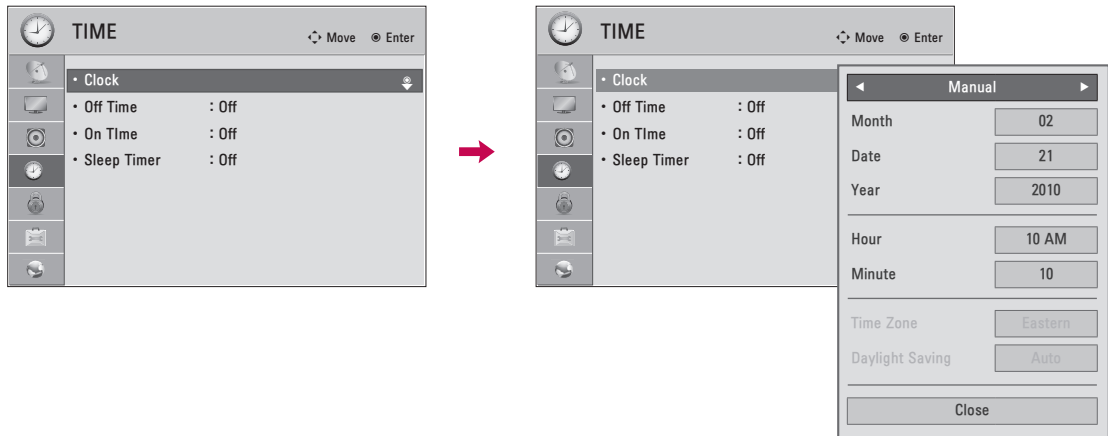 TIME
Move Enter
• Clock
• Off Time : Off
• On TIme : Off
• Sleep Timer : Off
TIME
Move Enter
• Clock
• Off Time : Off
• On TIme : Off
• Sleep Timer : Off
◄ Manual ►
Month 02
Date 21
Year 2010
Hour 10 AM
Minute 10
Time Zone Eastern
Daylight Saving Auto
Close